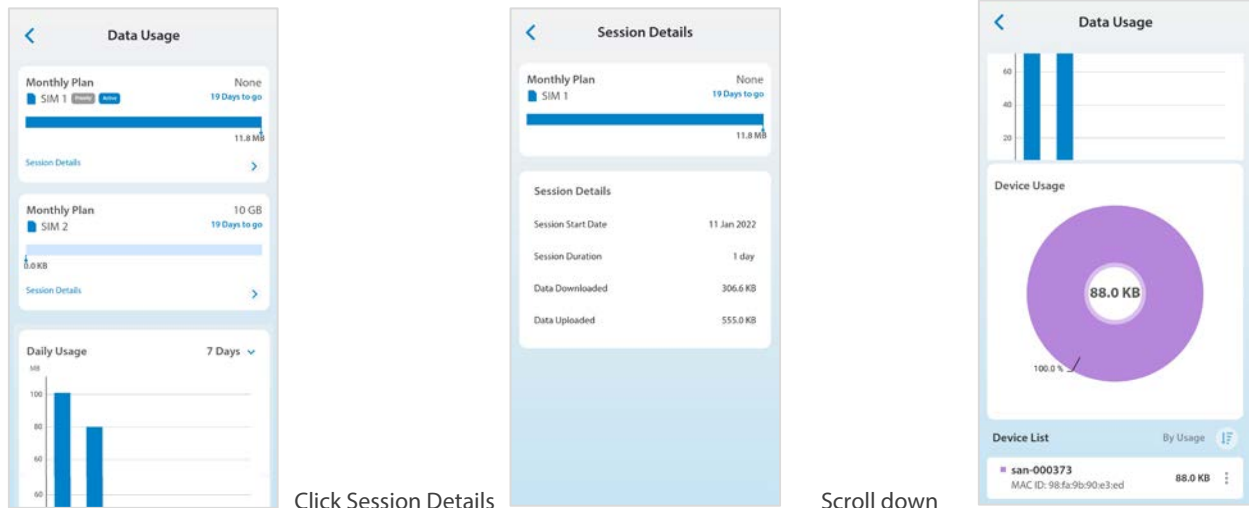 Data Usage
Monthly Plan None
SIM 1 Priority Active 19 Days to go
11.8 MB
Session Details
Monthly Plan 10 GB
SIM 2 19 Days to go
0.0 KB
Session Details
Daily Usage 7 Days
MB
100
80
60
60
Click Session Details
Session Details
Monthly Plan None
SIM 1 19 Days to go
11.8 MB
Session Details
Session Start Date 11 Jan 2022
Session Duration 1 day
Data Downloaded 306.6 KB
Data Uploaded 555.0 KB
Scroll down
Data Usage
60
40
20
Device Usage
88.0 KB
100.0 %
Device List By Usage
san-000373
MAC ID: 98:fa:9b:90:e3:ed 88.0 KB